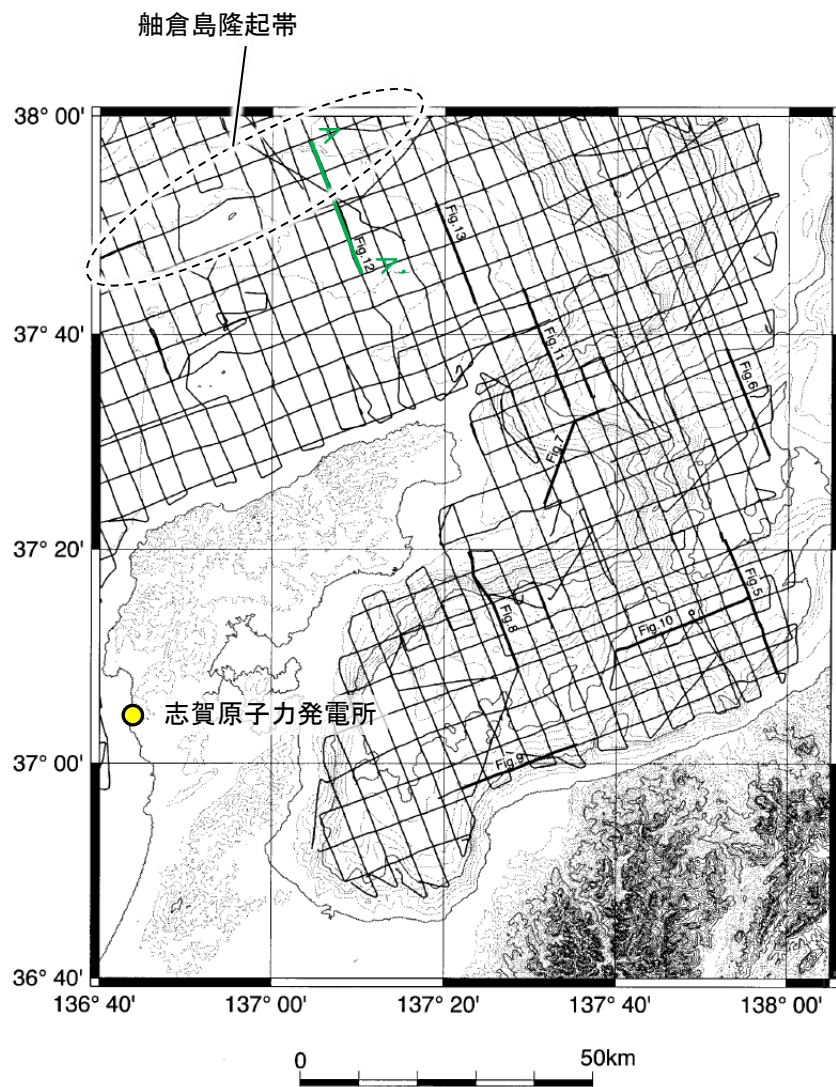 舳倉島隆起帯
38° 00'
A
Fig.13
Fig.12
A'
37° 40'
Fig.11
Fig.6
Fig.7
37° 20'
Fig.5
Fig.8
Fig.10
志賀原子力発電所
37° 00'
Fig.9
36° 40'
136° 40'
137° 00'
137° 20'
137° 40'
138° 00'
0
50km